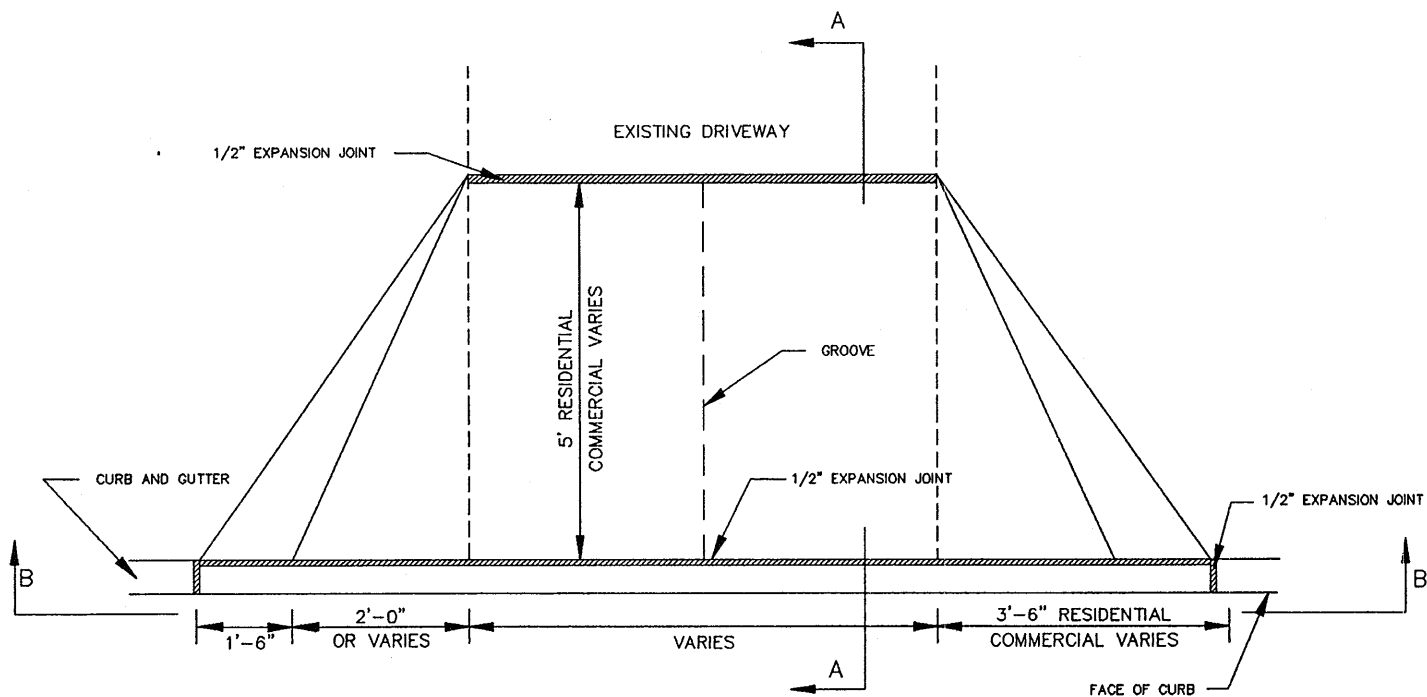 A
EXISTING DRIVEWAY
1/2" EXPANSION JOINT
5' RESIDENTIAL
COMMERCIAL VARIES
GROOVE
CURB AND GUTTER
1/2" EXPANSION JOINT
1/2" EXPANSION JOINT
B
B
1'-6"
2'-0"
OR VARIES
VARIES
3'-6" RESIDENTIAL
COMMERCIAL VARIES
A
FACE OF CURB